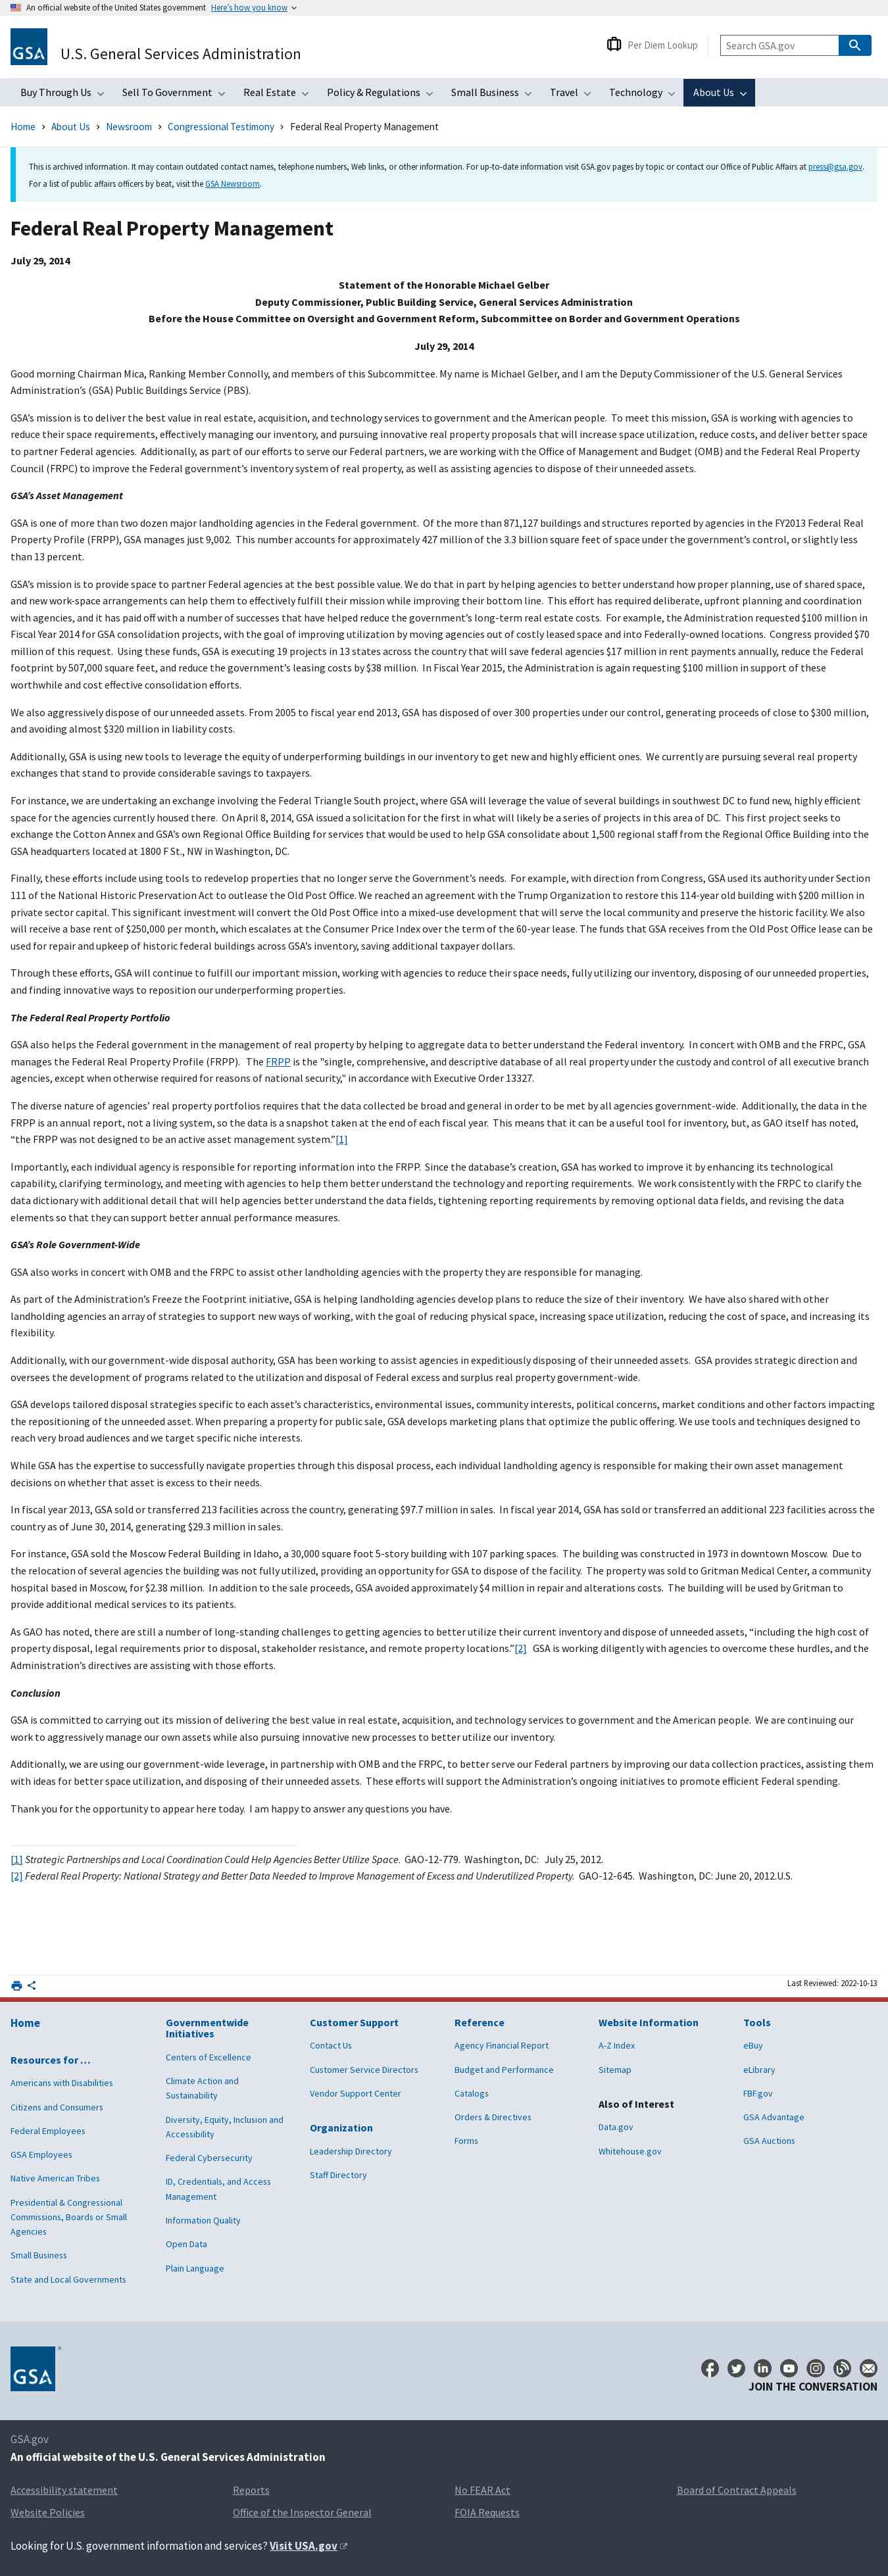 An official website of the United States government Here's how you know
GSA
U.S. General Services Administration
Per Diem Lookup
Search GSA.gov
Buy Through Us Sell To Government Real Estate Policy & Regulations Small Business Travel Technology About Us
Home › About Us › Newsroom › Congressional Testimony › Federal Real Property Management
This is archived information. It may contain outdated contact names, telephone numbers, Web links, or other information. For up-to-date information visit GSA.gov pages by topic or contact our Office of Public Affairs at press@gsa.gov.
For a list of public affairs officers by beat, visit the GSA Newsroom.
Federal Real Property Management
July 29, 2014
Statement of the Honorable Michael Gelber
Deputy Commissioner, Public Building Service, General Services Administration
Before the House Committee on Oversight and Government Reform, Subcommittee on Border and Government Operations
July 29, 2014
Good morning Chairman Mica, Ranking Member Connolly, and members of this Subcommittee. My name is Michael Gelber, and I am the Deputy Commissioner of the U.S. General Services
Administration's (GSA) Public Buildings Service (PBS).
GSA's mission is to deliver the best value in real estate, acquisition, and technology services to government and the American people. To meet this mission, GSA is working with agencies to
reduce their space requirements, effectively managing our inventory, and pursuing innovative real property proposals that will increase space utilization, reduce costs, and deliver better space
to partner Federal agencies. Additionally, as part of our efforts to serve our Federal partners, we are working with the Office of Management and Budget (OMB) and the Federal Real Property
Council (FRPC) to improve the Federal government's inventory system of real property, as well as assisting agencies to dispose of their unneeded assets.
GSA's Asset Management
GSA is one of more than two dozen major landholding agencies in the Federal government. Of the more than 871,127 buildings and structures reported by agencies in the FY2013 Federal Real
Property Profile (FRPP), GSA manages just 9,002. This number accounts for approximately 427 million of the 3.3 billion square feet of space under the government's control, or slightly less
than 13 percent.
GSA's mission is to provide space to partner Federal agencies at the best possible value. We do that in part by helping agencies to better understand how proper planning, use of shared space,
and new work-space arrangements can help them to effectively fulfill their mission while improving their bottom line. This effort has required deliberate, upfront planning and coordination
with agencies, and it has paid off with a number of successes that have helped reduce the government's long-term real estate costs. For example, the Administration requested $100 million in
Fiscal Year 2014 for GSA consolidation projects, with the goal of improving utilization by moving agencies out of costly leased space and into Federally-owned locations. Congress provided $70
million of this request. Using these funds, GSA is executing 19 projects in 13 states across the country that will save federal agencies $17 million in rent payments annually, reduce the Federal
footprint by 507,000 square feet, and reduce the government's leasing costs by $38 million. In Fiscal Year 2015, the Administration is again requesting $100 million in support of these
worthwhile and cost effective consolidation efforts.
We also aggressively dispose of our unneeded assets. From 2005 to fiscal year end 2013, GSA has disposed of over 300 properties under our control, generating proceeds of close to $300 million,
and avoiding almost $320 million in liability costs.
Additionally, GSA is using new tools to leverage the equity of underperforming buildings in our inventory to get new and highly efficient ones. We currently are pursuing several real property
exchanges that stand to provide considerable savings to taxpayers.
For instance, we are undertaking an exchange involving the Federal Triangle South project, where GSA will leverage the value of several buildings in southwest DC to fund new, highly efficient
space for the agencies currently housed there. On April 8, 2014, GSA issued a solicitation for the first in what will likely be a series of projects in this area of DC. This first project seeks to
exchange the Cotton Annex and GSA's own Regional Office Building for services that would be used to help GSA consolidate about 1,500 regional staff from the Regional Office Building into the
GSA headquarters located at 1800 F St., NW in Washington, DC.
Finally, these efforts include using tools to redevelop properties that no longer serve the Government's needs. For example, with direction from Congress, GSA used its authority under Section
111 of the National Historic Preservation Act to outlease the Old Post Office. We reached an agreement with the Trump Organization to restore this 114-year old building with $200 million in
private sector capital. This significant investment will convert the Old Post Office into a mixed-use development that will serve the local community and preserve the historic facility. We also
will receive a base rent of $250,000 per month, which escalates at the Consumer Price Index over the term of the 60-year lease. The funds that GSA receives from the Old Post Office lease can be
used for repair and upkeep of historic federal buildings across GSA's inventory, saving additional taxpayer dollars.
Through these efforts, GSA will continue to fulfill our important mission, working with agencies to reduce their space needs, fully utilizing our inventory, disposing of our unneeded properties,
and finding innovative ways to reposition our underperforming properties.
The Federal Real Property Portfolio
GSA also helps the Federal government in the management of real property by helping to aggregate data to better understand the Federal inventory. In concert with OMB and the FRPC, GSA
manages the Federal Real Property Profile (FRPP). The FRPP is the "single, comprehensive, and descriptive database of all real property under the custody and control of all executive branch
agencies, except when otherwise required for reasons of national security," in accordance with Executive Order 13327.
The diverse nature of agencies' real property portfolios requires that the data collected be broad and general in order to be met by all agencies government-wide. Additionally, the data in the
FRPP is an annual report, not a living system, so the data is a snapshot taken at the end of each fiscal year. This means that it can be a useful tool for inventory, but, as GAO itself has noted,
“the FRPP was not designed to be an active asset management system.”[1]
Importantly, each individual agency is responsible for reporting information into the FRPP. Since the database's creation, GSA has worked to improve it by enhancing its technological
capability, clarifying terminology, and meeting with agencies to help them better understand the technology and reporting requirements. We work constantly with the FRPC to improve the
data, adding level of detail that will help agencies better understand the data fields, tightening reporting requirements by removing optional data fields, and revising the data
elements so that they can support better annual performance measures.
GSA's Role Government-Wide
GSA also works in concert with OMB and the FRPC to assist other landholding agencies with the property they are responsible for managing.
As part of the Administration's Freeze the Footprint initiative, GSA is helping landholding agencies develop plans to reduce the size of their inventory. We have also shared with other
landholding agencies an array of strategies to support new ways of working, with the goal of reducing physical space, increasing space utilization, reducing the cost of space, and increasing its
flexibility.
Additionally, with our government-wide disposal authority, GSA has been working to assist agencies in expeditiously disposing of their unneeded assets. GSA provides strategic direction and
oversees the development of programs related to the utilization and disposal of Federal excess and surplus real property government-wide.
GSA develops tailored disposal strategies specific to each asset's characteristics, environmental issues, community interests, political concerns, market conditions and other factors impacting
the repositioning of the unneeded asset. When preparing a property for public sale, GSA develops marketing plans that optimize the public offering. We use tools and techniques designed to
reach very broad audiences and we target specific niche interests.
While GSA has the expertise to successfully navigate properties through this disposal process, each individual landholding agency is responsible for making their own asset management
decisions on whether that asset is excess to their needs.
In fiscal year 2013, GSA sold or transferred 213 facilities across the country, generating $97.7 million in sales. In fiscal year 2014, GSA has sold or transferred an additional 223 facilities across the
country as of June 30, 2014, generating $29.3 million in sales.
For instance, GSA sold the Moscow Federal Building in Idaho, a 30,000 square foot 5-story building with 107 parking spaces. The building was constructed in 1973 in downtown Moscow. Due to
the relocation of several agencies the building was not fully utilized, providing an opportunity for GSA to dispose of the facility. The property was sold to Gritman Medical Center, a community
hospital based in Moscow, for $2.38 million. In addition to the sale proceeds, GSA avoided approximately $4 million in repair and alterations costs. The building will be used by Gritman to
provide additional medical services to its patients.
As GAO has noted, there are still a number of long-standing challenges to getting agencies to better utilize their current inventory and dispose of unneeded assets, “including the high cost of
property disposal, legal requirements prior to disposal, stakeholder resistance, and remote property locations.”[2] GSA is working diligently with agencies to overcome these hurdles, and the
Administration's directives are assisting with those efforts.
Conclusion
GSA is committed to carrying out its mission of delivering the best value in real estate, acquisition, and technology services to government and the American people. We are continuing our
work to aggressively manage our own assets while also pursuing innovative new processes to better utilize our inventory.
Additionally, we are using our government-wide leverage, in partnership with OMB and the FRPC, to better serve our Federal partners by improving our data collection practices, assisting them
with ideas for better space utilization, and disposing of their unneeded assets. These efforts will support the Administration's ongoing initiatives to promote efficient Federal spending.
Thank you for the opportunity to appear here today. I am happy to answer any questions you have.
[1] Strategic Partnerships and Local Coordination Could Help Agencies Better Utilize Space. GAO-12-779. Washington, DC: July 25, 2012.
[2] Federal Real Property: National Strategy and Better Data Needed to Improve Management of Excess and Underutilized Property. GAO-12-645. Washington, DC: June 20, 2012.U.S.
Last Reviewed: 2022-10-13
Home
Resources for …
Americans with Disabilities
Citizens and Consumers
Federal Employees
GSA Employees
Native American Tribes
Presidential & Congressional
Commissions, Boards or Small
Agencies
Small Business
State and Local Governments
Governmentwide
Initiatives
Centers of Excellence
Climate Action and
Sustainability
Diversity, Equity, Inclusion and
Accessibility
Federal Cybersecurity
ID, Credentials, and Access
Management
Information Quality
Open Data
Plain Language
Customer Support
Contact Us
Customer Service Directors
Vendor Support Center
Organization
Leadership Directory
Staff Directory
Reference
Agency Financial Report
Budget and Performance
Catalogs
Orders & Directives
Forms
Website Information
A-Z Index
Sitemap
Also of Interest
Data.gov
Whitehouse.gov
Tools
eBuy
eLibrary
FBF.gov
GSA Advantage
GSA Auctions
GSA
JOIN THE CONVERSATION
GSA.gov
An official website of the U.S. General Services Administration
Accessibility statement Reports No FEAR Act Board of Contract Appeals
Website Policies Office of the Inspector General FOIA Requests
Looking for U.S. government information and services? Visit USA.gov